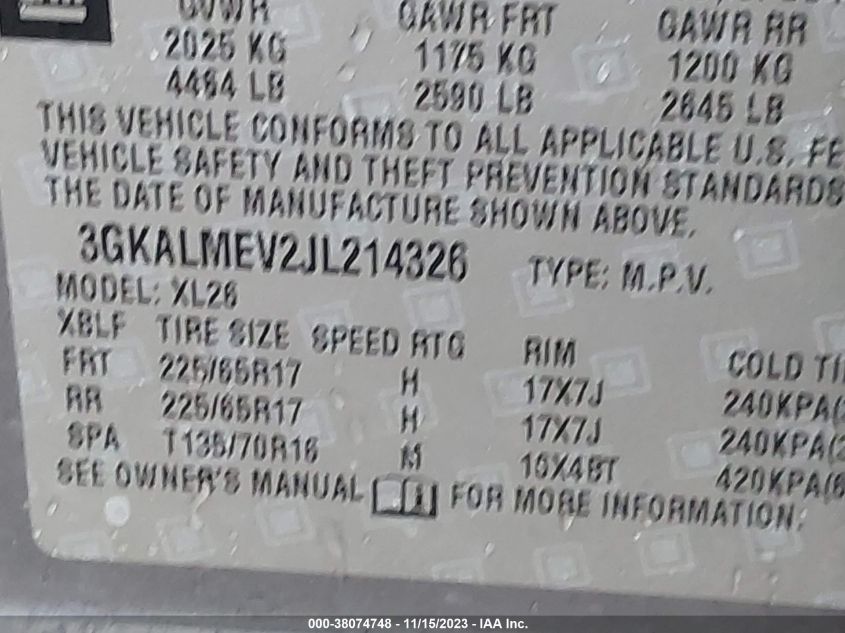 GVWR GAWR FRT GAWR RR
2025 KG 1175 KG 1200 KG
4464 LB 2590 LB 2645 LB
THIS VEHICLE CONFORMS TO ALL APPLICABLE U.S. FE
VEHICLE SAFETY AND THEFT PREVENTION STANDARDS
THE DATE OF MANUFACTURE SHOWN ABOVE.
3GKALMEV2JL214326 TYPE: M.P.V.
MODEL: XL26
XBLF TIRE SIZE SPEED RTG RIM COLD TI
FRT 225/65R17 H 17X7J 240KPA(
RR 225/65R17 H 17X7J 240KPA(
SPA T135/70R16 M 16X4BT 420KPA(6
SEE OWNER'S MANUAL FOR MORE INFORMATION.
000-38074748 - 11/15/2023 - IAA Inc.